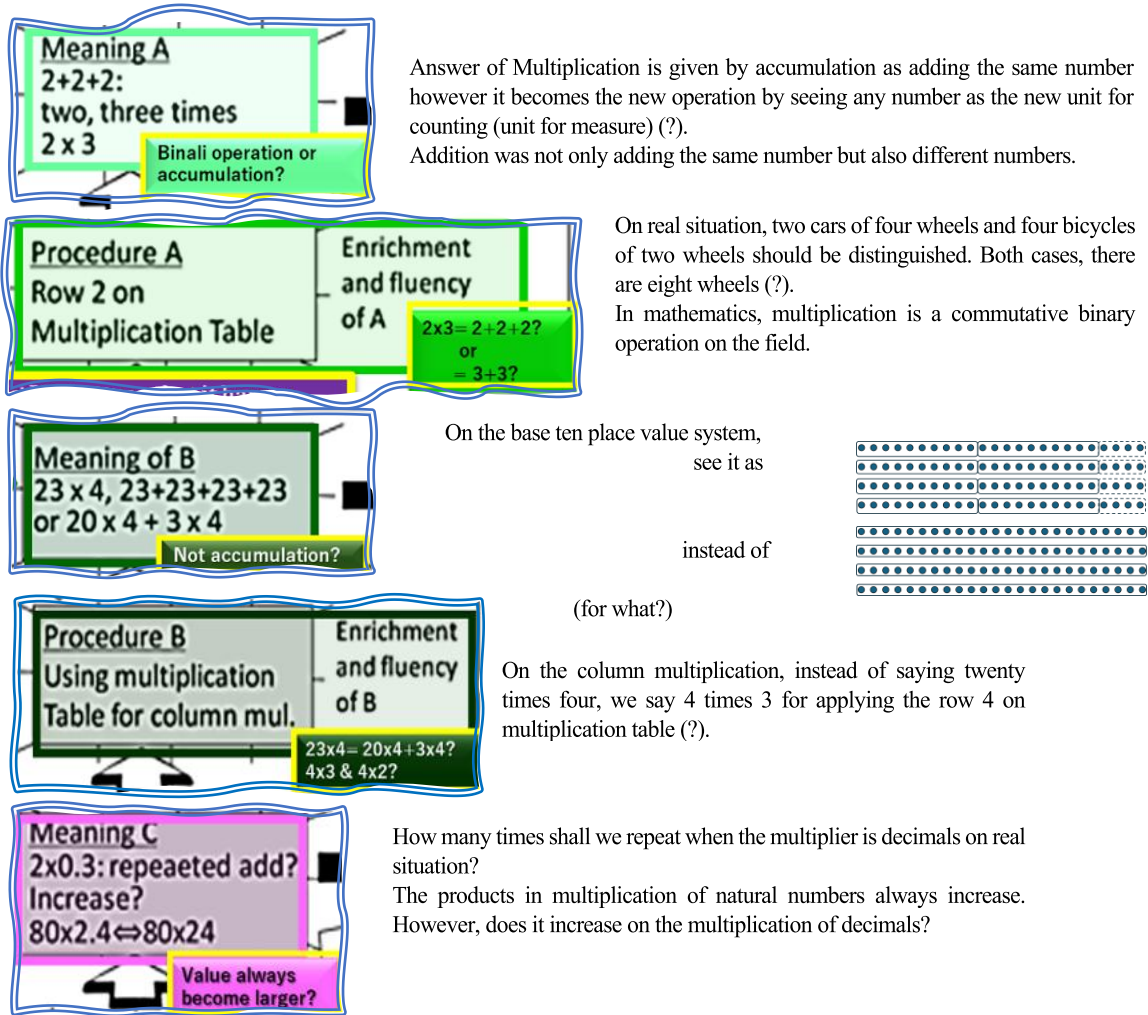 Meaning A
2+2+2:
two, three times
2 x 3
Binali operation or
accumulation?
Answer of Multiplication is given by accumulation as adding the same number
however it becomes the new operation by seeing any number as the new unit for
counting (unit for measure) (?).
Addition was not only adding the same number but also different numbers.
Procedure A
Row 2 on
Multiplication Table
Enrichment
and fluency
of A
2x3= 2+2+2?
or
= 3+3?
On real situation, two cars of four wheels and four bicycles
of two wheels should be distinguished. Both cases, there
are eight wheels (?).
In mathematics, multiplication is a commutative binary
operation on the field.
Meaning of B
23 x 4, 23+23+23+23
or 20 x 4 + 3 x 4
Not accumulation?
On the base ten place value system,
see it as
instead of
(for what?)
Procedure B
Using multiplication
Table for column mul.
Enrichment
and fluency
of B
23x4= 20x4+3x4?
4x3 & 4x2?
On the column multiplication, instead of saying twenty
times four, we say 4 times 3 for applying the row 4 on
multiplication table (?).
Meaning C
2x0.3: repeaeted add?
Increase?
80x2.4⇔80x24
Value always
become larger?
How many times shall we repeat when the multiplier is decimals on real
situation?
The products in multiplication of natural numbers always increase.
However, does it increase on the multiplication of decimals?